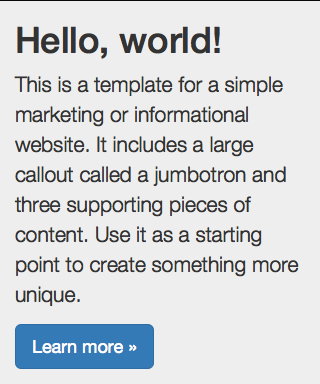 Hello, world!
This is a template for a simple
marketing or informational
website. It includes a large
callout called a jumbotron and
three supporting pieces of
content. Use it as a starting
point to create something more
unique.
Learn more »